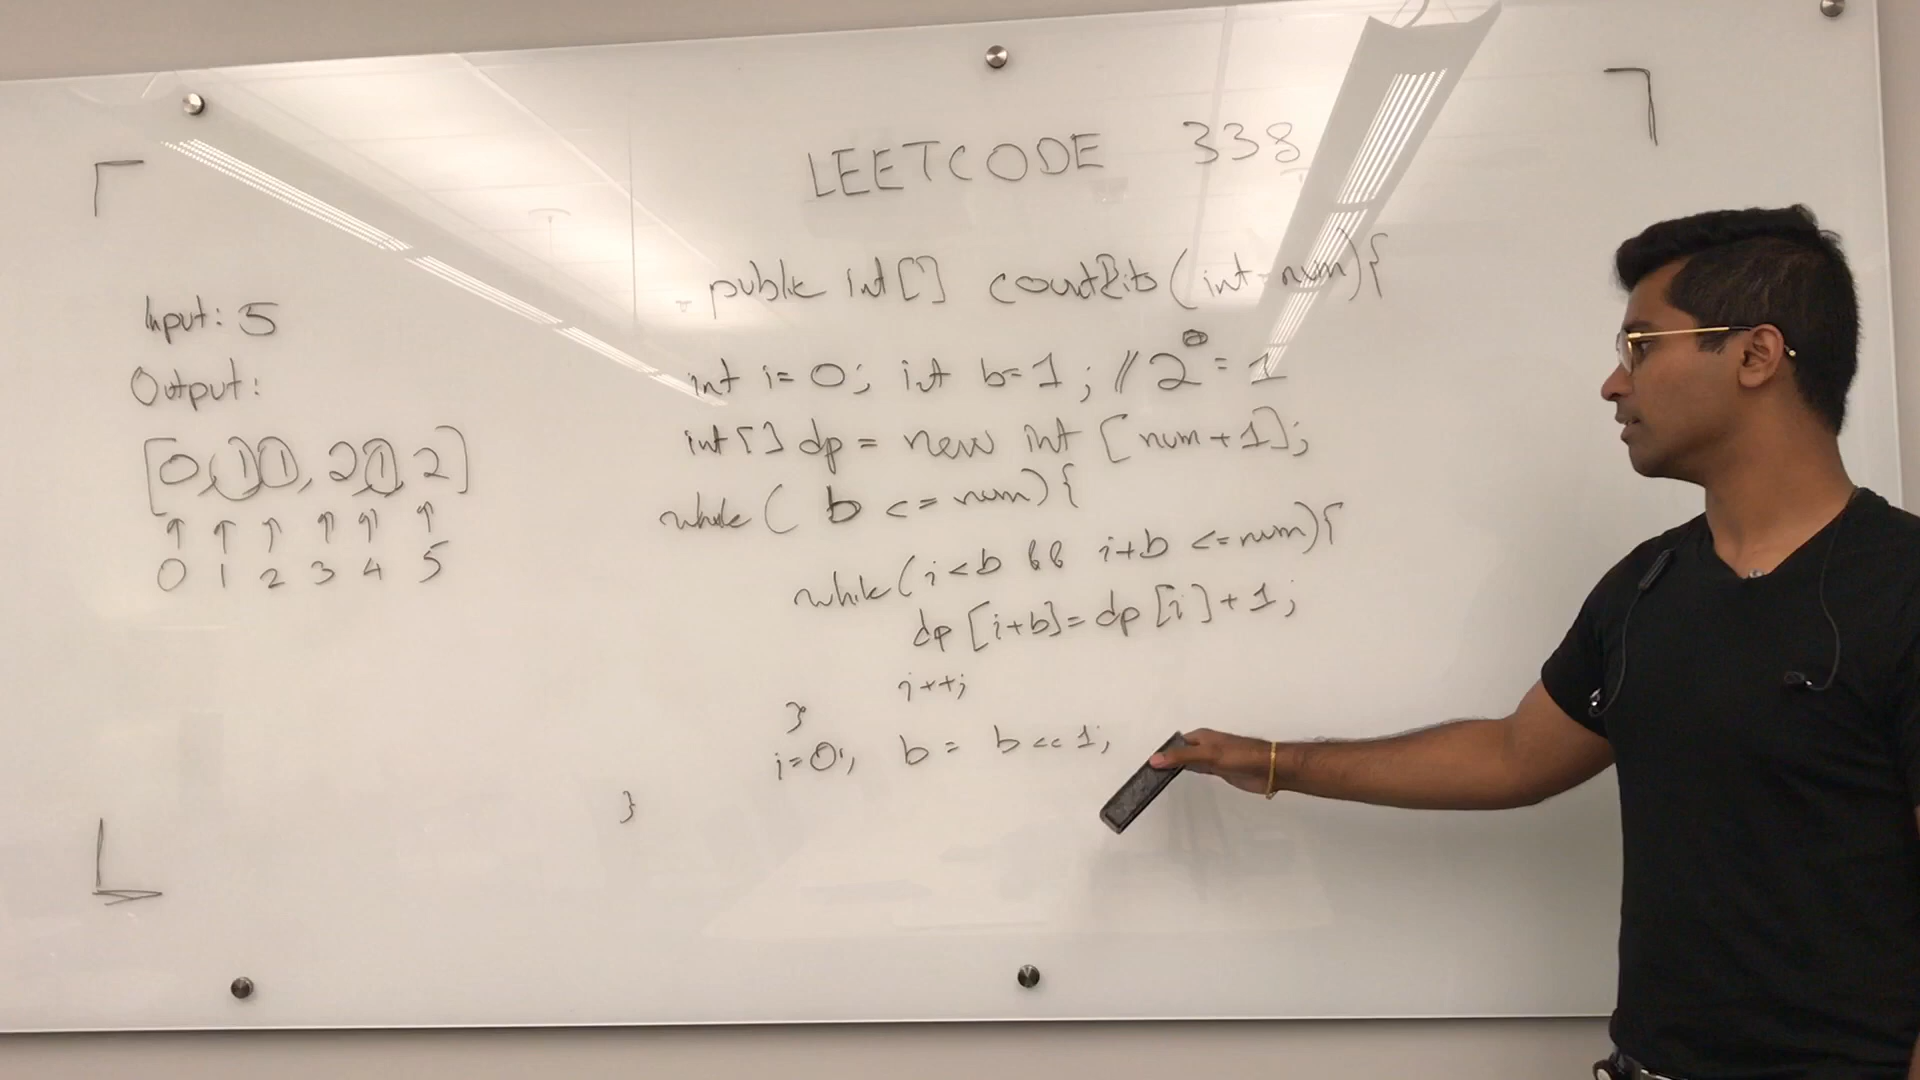 LEETCODE 338
Input: 5
Output:
[0, 1, 1, 2, 1, 2]
0 1 2 3 4 5
public int[] countBits(int num){
int i=0; int b=1; // 2^0 = 1
int[] dp = new int [num+1];
while( b <= num){
while(i<b && i+b <=num){
dp[i+b]=dp[i]+1;
i++;
}
i=0; b = b<<1;
}